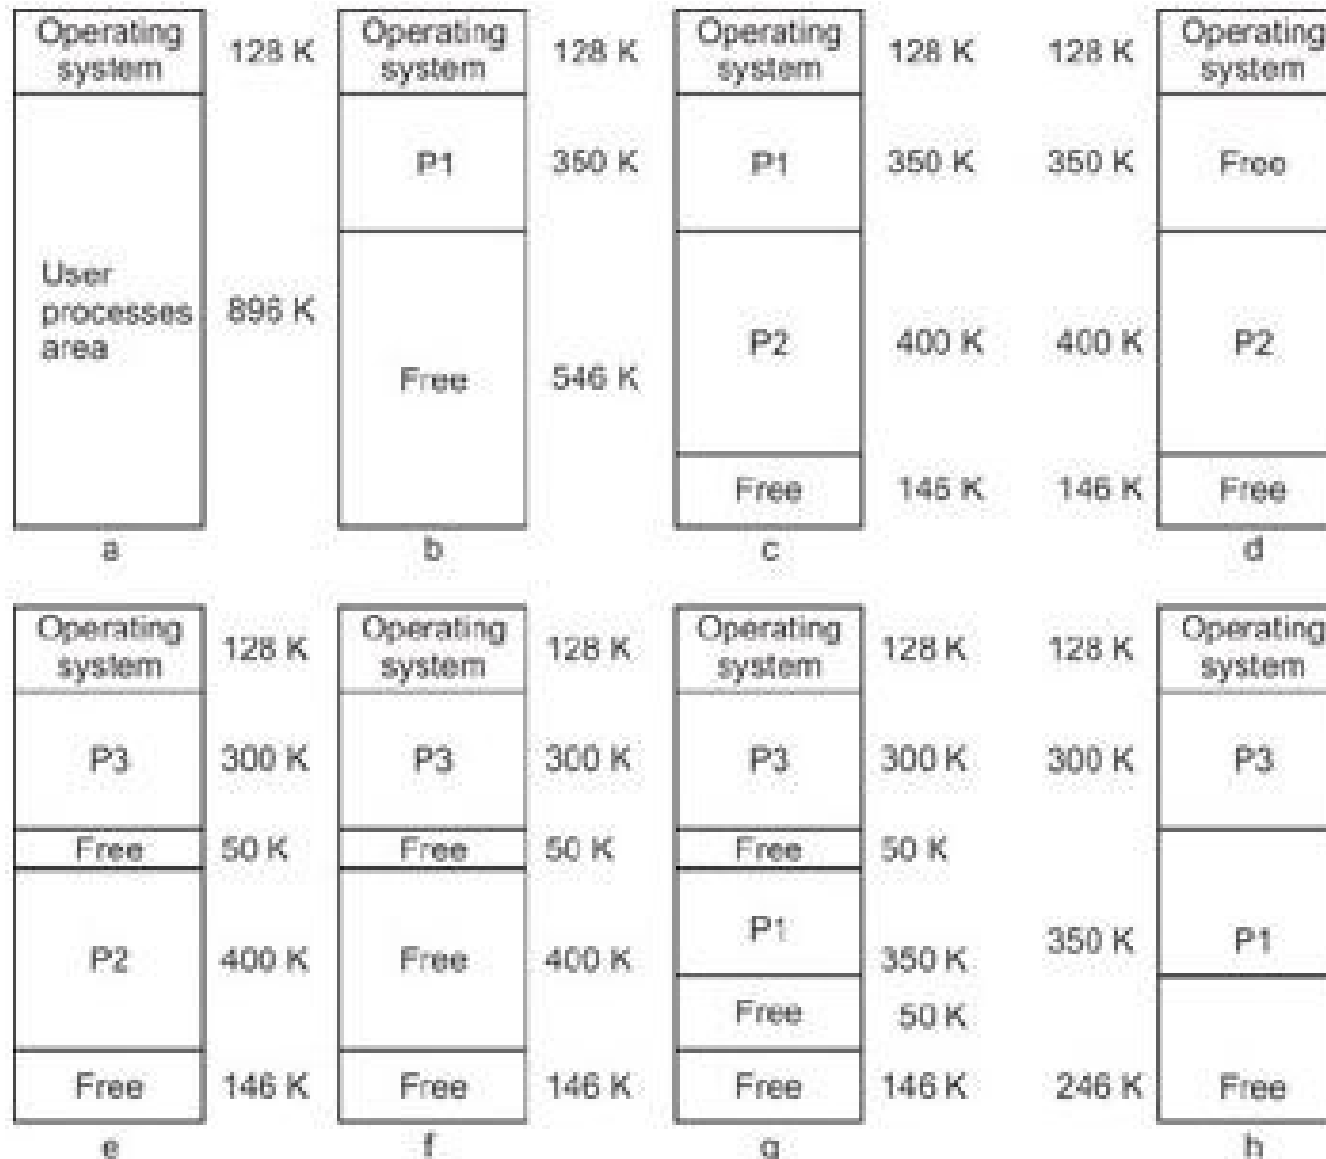 Operating
system
128 K
User
processes
area
896 K
a
Operating
system
128 K
P1
350 K
Free
546 K
b
Operating
system
128 K
P1
350 K
P2
400 K
Free
146 K
c
128 K
Operating
system
350 K
Free
400 K
P2
146 K
Free
d
Operating
system
128 K
P3
300 K
Free
50 K
P2
400 K
Free
146 K
e
Operating
system
128 K
P3
300 K
Free
50 K
Free
400 K
Free
146 K
f
Operating
system
128 K
P3
300 K
Free
50 K
P1
350 K
Free
50 K
Free
146 K
g
128 K
Operating
system
300 K
P3
350 K
P1
246 K
Free
h